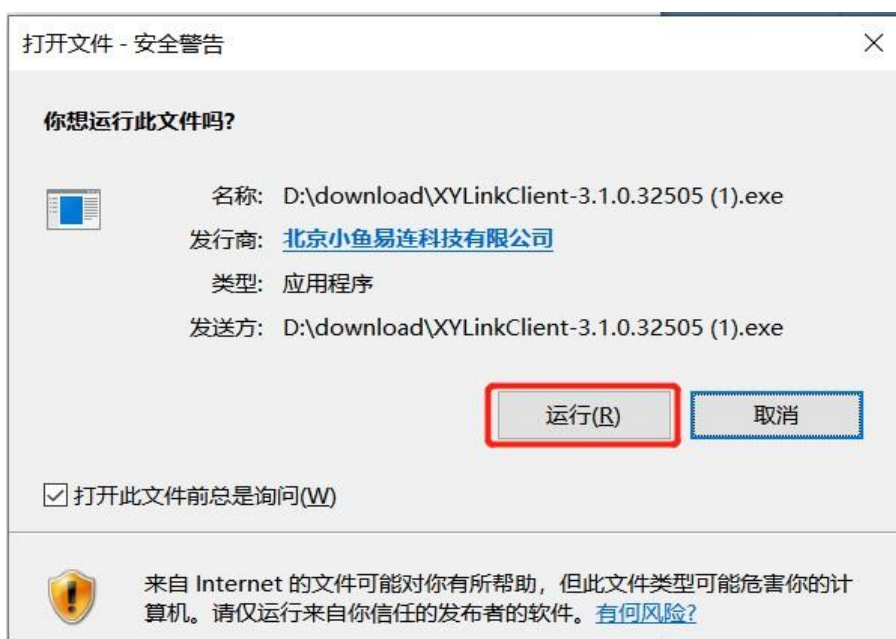 打开文件 - 安全警告
你想运行此文件吗?
名称: D:\download\XYLinkClient-3.1.0.32505 (1).exe
发行商: 北京小鱼易连科技有限公司
类型: 应用程序
发送方: D:\download\XYLinkClient-3.1.0.32505 (1).exe
运行(R) 取消
打开此文件前总是询问(W)
来自 Internet 的文件可能对你有所帮助，但此文件类型可能危害你的计
算机。请仅运行来自你信任的发布者的软件。有何风险?